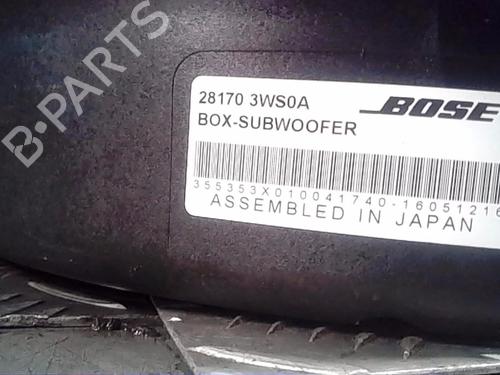 B-PARTS
28170 3WS0A
BOSE
BOX-SUBWOOFER
355353X010041740-16051216
ASSEMBLED IN JAPAN